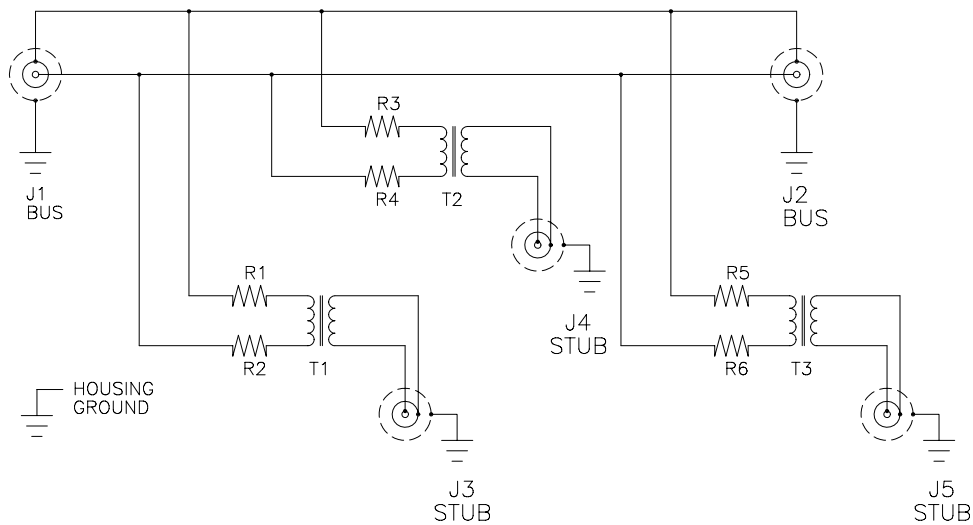 R3
R4
T2
J1
BUS
J2
BUS
R1
R2
T1
J4
STUB
R5
R6
T3
HOUSING
GROUND
J3
STUB
J5
STUB